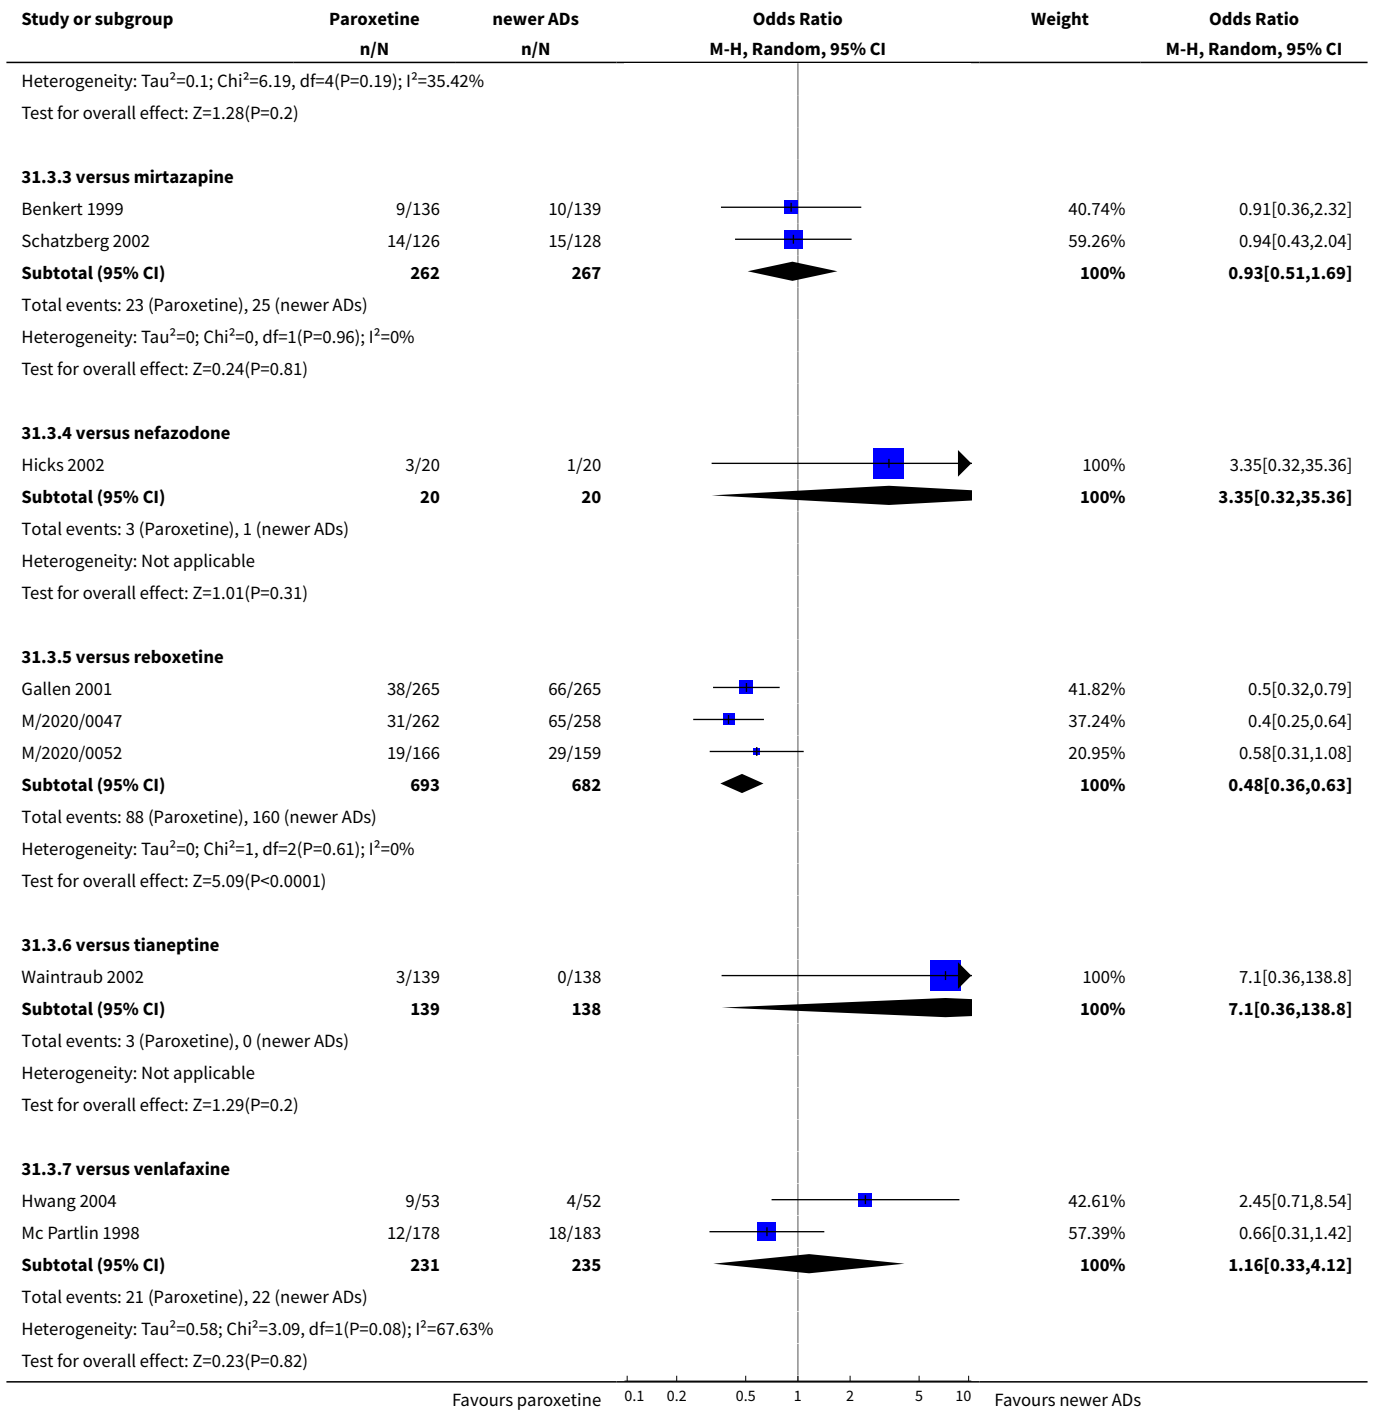 Study or subgroup Paroxetine newer ADs Odds Ratio Weight Odds Ratio
n/N n/N M-H, Random, 95% CI M-H, Random, 95% CI
Heterogeneity: Tau²=0.1; Chi²=6.19, df=4(P=0.19); I²=35.42%
Test for overall effect: Z=1.28(P=0.2)
31.3.3 versus mirtazapine
Benkert 1999 9/136 10/139 40.74% 0.91[0.36,2.32]
Schatzberg 2002 14/126 15/128 59.26% 0.94[0.43,2.04]
Subtotal (95% CI) 262 267 100% 0.93[0.51,1.69]
Total events: 23 (Paroxetine), 25 (newer ADs)
Heterogeneity: Tau²=0; Chi²=0, df=1(P=0.96); I²=0%
Test for overall effect: Z=0.24(P=0.81)
31.3.4 versus nefazodone
Hicks 2002 3/20 1/20 100% 3.35[0.32,35.36]
Subtotal (95% CI) 20 20 100% 3.35[0.32,35.36]
Total events: 3 (Paroxetine), 1 (newer ADs)
Heterogeneity: Not applicable
Test for overall effect: Z=1.01(P=0.31)
31.3.5 versus reboxetine
Gallen 2001 38/265 66/265 41.82% 0.5[0.32,0.79]
M/2020/0047 31/262 65/258 37.24% 0.4[0.25,0.64]
M/2020/0052 19/166 29/159 20.95% 0.58[0.31,1.08]
Subtotal (95% CI) 693 682 100% 0.48[0.36,0.63]
Total events: 88 (Paroxetine), 160 (newer ADs)
Heterogeneity: Tau²=0; Chi²=1, df=2(P=0.61); I²=0%
Test for overall effect: Z=5.09(P<0.0001)
31.3.6 versus tianeptine
Waintraub 2002 3/139 0/138 100% 7.1[0.36,138.8]
Subtotal (95% CI) 139 138 100% 7.1[0.36,138.8]
Total events: 3 (Paroxetine), 0 (newer ADs)
Heterogeneity: Not applicable
Test for overall effect: Z=1.29(P=0.2)
31.3.7 versus venlafaxine
Hwang 2004 9/53 4/52 42.61% 2.45[0.71,8.54]
Mc Partlin 1998 12/178 18/183 57.39% 0.66[0.31,1.42]
Subtotal (95% CI) 231 235 100% 1.16[0.33,4.12]
Total events: 21 (Paroxetine), 22 (newer ADs)
Heterogeneity: Tau²=0.58; Chi²=3.09, df=1(P=0.08); I²=67.63%
Test for overall effect: Z=0.23(P=0.82)
Favours paroxetine 0.1 0.2 0.5 1 2 5 10 Favours newer ADs